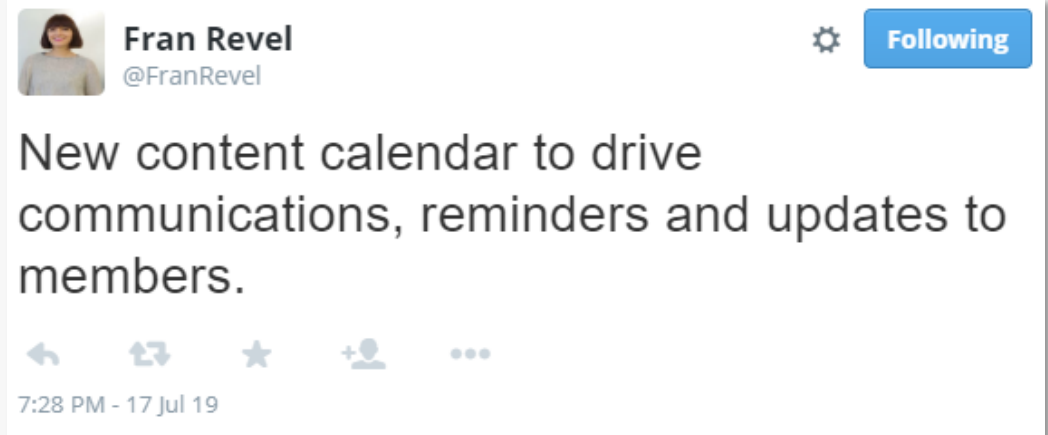 Fran Revel
@FranRevel
Following
New content calendar to drive
communications, reminders and updates to
members.
7:28 PM - 17 Jul 19